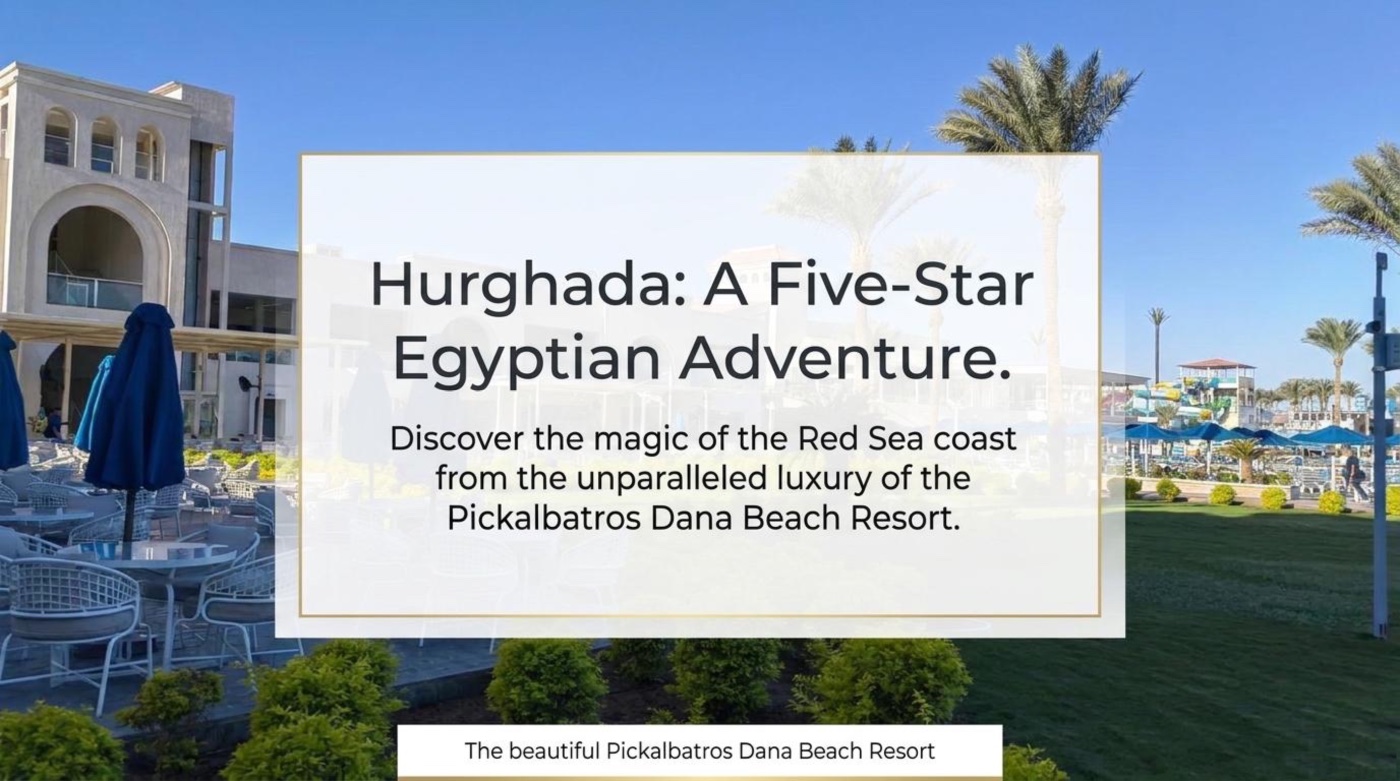 Hurghada: A Five-Star
Egyptian Adventure.
Discover the magic of the Red Sea coast
from the unparalleled luxury of the
Pickalbatros Dana Beach Resort.
The beautiful Pickalbatros Dana Beach Resort